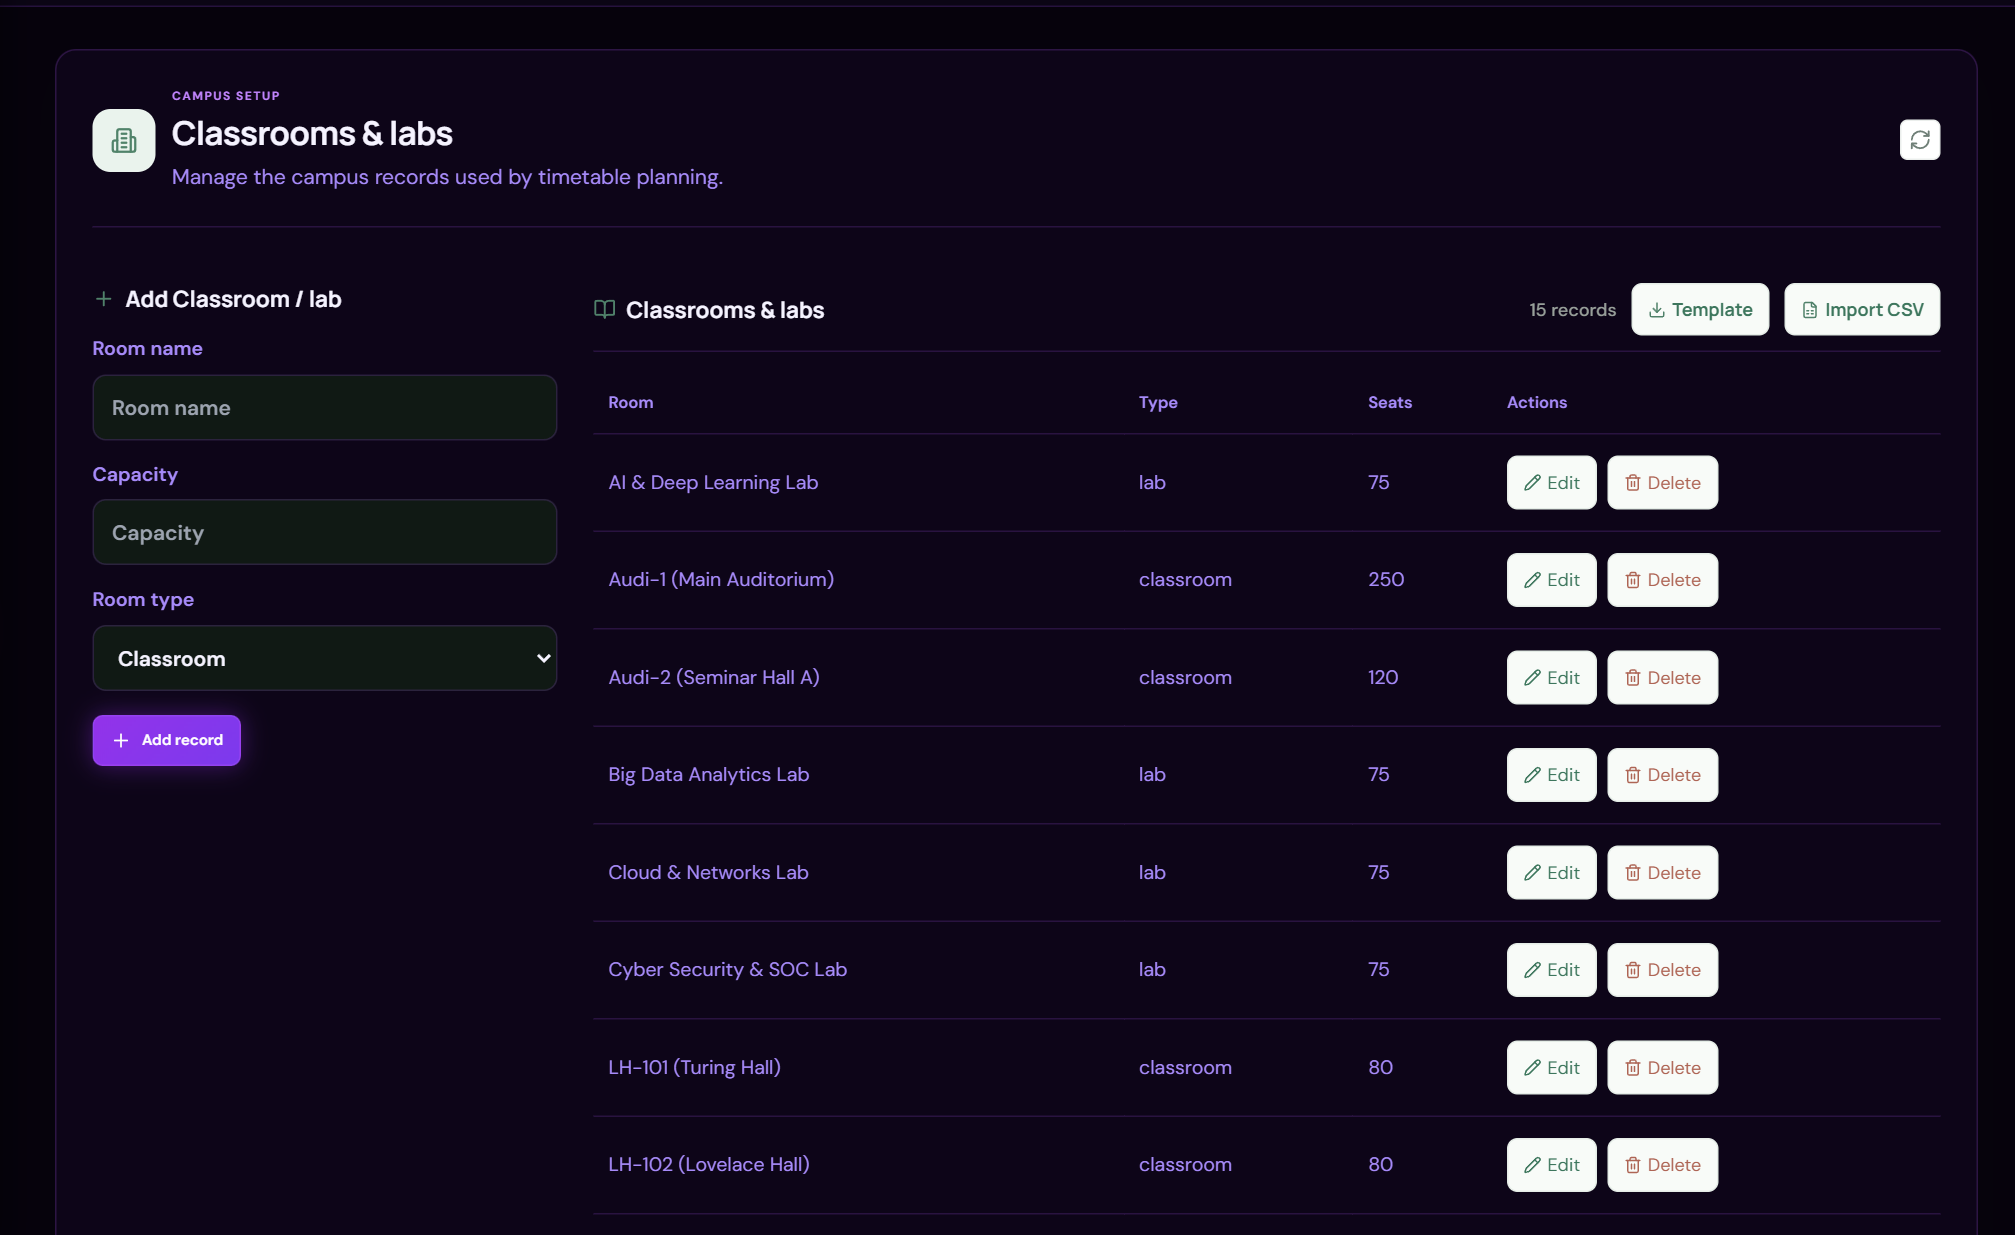 CAMPUS SETUP
Classrooms & labs
Manage the campus records used by timetable planning.
Add Classroom / lab
Room name
Room name
Capacity
Capacity
Room type
Classroom
Add record
Classrooms & labs
15 records
Template
Import CSV
Room Type Seats Actions
AI & Deep Learning Lab lab 75 Edit Delete
Audi-1 (Main Auditorium) classroom 250 Edit Delete
Audi-2 (Seminar Hall A) classroom 120 Edit Delete
Big Data Analytics Lab lab 75 Edit Delete
Cloud & Networks Lab lab 75 Edit Delete
Cyber Security & SOC Lab lab 75 Edit Delete
LH-101 (Turing Hall) classroom 80 Edit Delete
LH-102 (Lovelace Hall) classroom 80 Edit Delete